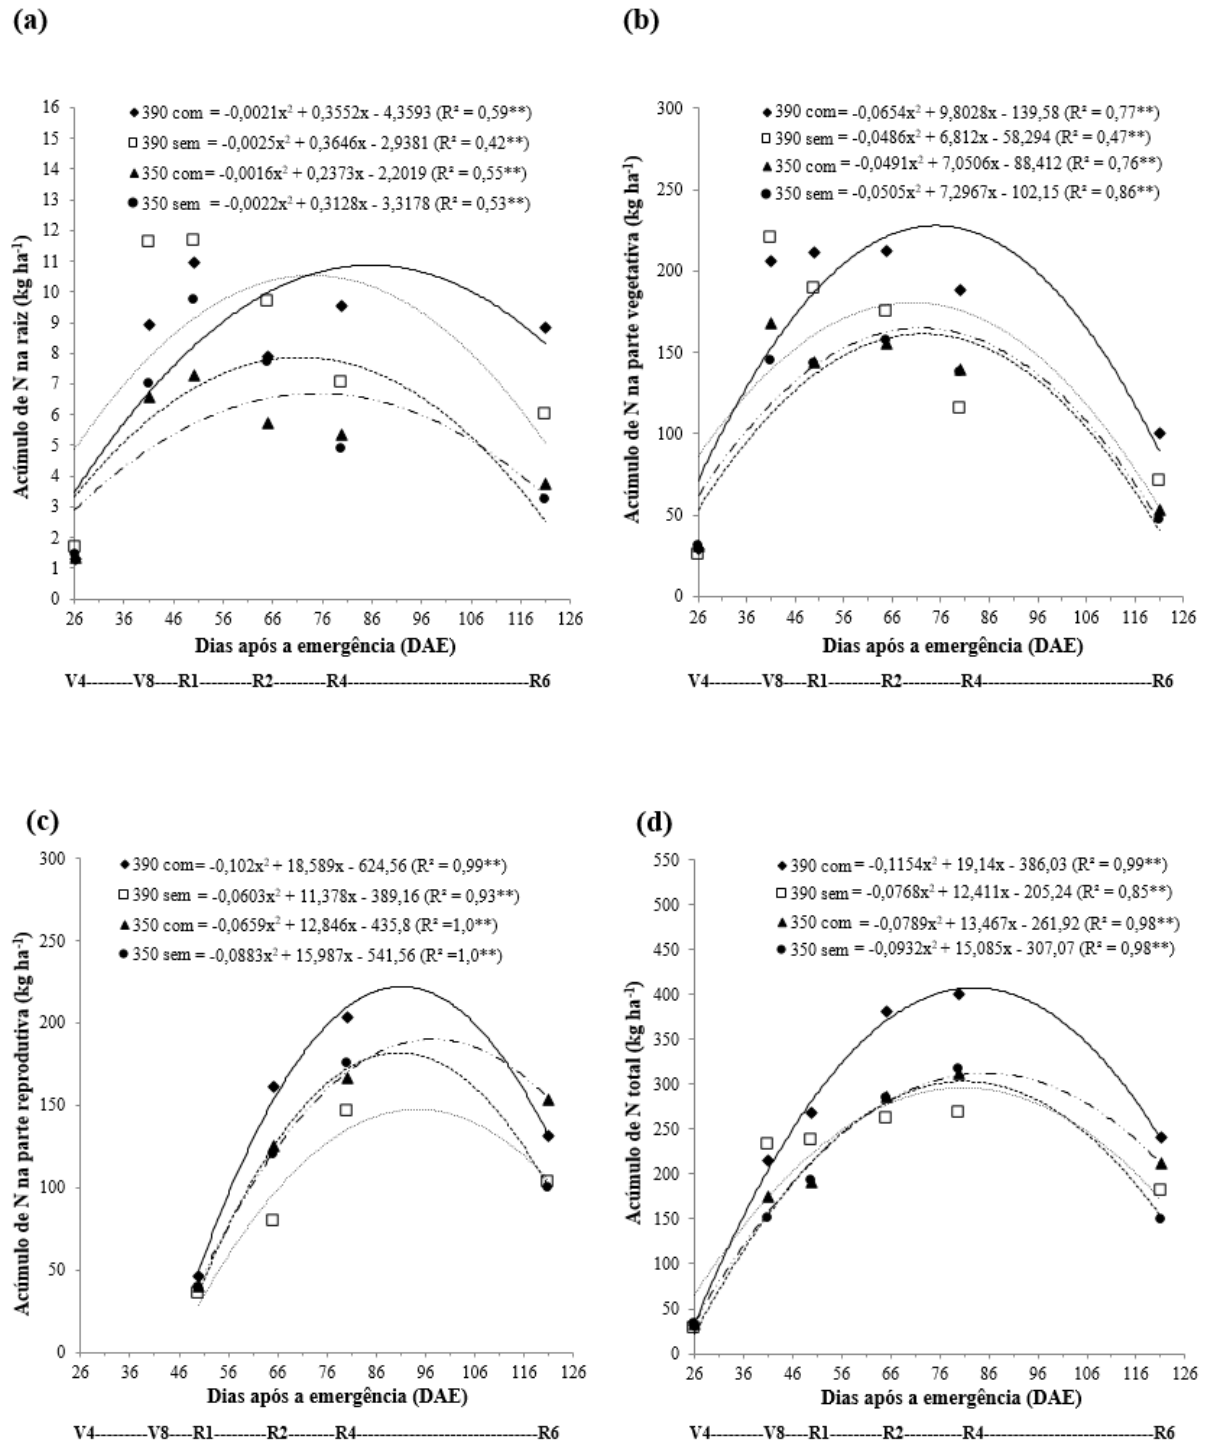 (a)
16
15
14
13
12
11
10
9
8
7
6
5
4
3
2
1
0
Acúmulo de N na raiz (kg ha⁻¹)
390 com = -0,0021x² + 0,3552x - 4,3593 (R² = 0,59**)
390 sem = -0,0025x² + 0,3646x - 2,9381 (R² = 0,42**)
350 com= -0,0016x² + 0,2373x - 2,2019 (R² = 0,55**)
350 sem = -0,0022x² + 0,3128x - 3,3178 (R² = 0,53**)
26 36 46 56 66 76 86 96 106 116 126
Dias após a emergência (DAE)
V4---------V8----R1----------R2----------R4-----------------------------------R6
(b)
300
250
200
150
100
50
0
Acúmulo de N na parte vegetativa (kg ha⁻¹)
390 com = -0,0654x² + 9,8028x - 139,58 (R² = 0,77**)
390 sem = -0,0486x² + 6,812x - 58,294 (R² = 0,47**)
350 com = -0,0491x² + 7,0506x - 88,412 (R² = 0,76**)
350 sem = -0,0505x² + 7,2967x - 102,15 (R² = 0,86**)
26 36 46 56 66 76 86 96 106 116 126
Dias após a emergência (DAE)
V4----------V8----R1----------R2-----------R4--------------------------------R6
(c)
300
250
200
150
100
50
0
Acúmulo de N na parte reprodutiva (kg ha⁻¹)
390 com= -0,102x² + 18,589x - 624,56 (R² = 0,99**)
390 sem = -0,0603x² + 11,378x - 389,16 (R² = 0,93**)
350 com = -0,0659x² + 12,846x - 435,8 (R² =1,0**)
350 sem = -0,0883x² + 15,987x - 541,56 (R² =1,0**)
26 36 46 56 66 76 86 96 106 116 126
Dias após a emergência (DAE)
V4----------V8----R1----------R2---------R4-----------------------------------R6
(d)
550
500
450
400
350
300
250
200
150
100
50
0
Acúmulo de N total (kg ha⁻¹)
390 com= -0,1154x² + 19,14x - 386,03 (R² = 0,99**)
390 sem = -0,0768x² + 12,411x - 205,24 (R² = 0,85**)
350 com = -0,0789x² + 13,467x - 261,92 (R² = 0,98**)
350 sem = -0,0932x² + 15,085x - 307,07 (R² = 0,98**)
26 36 46 56 66 76 86 96 106 116 126
Dias após a emergência (DAE)
V4---------V8----R1----------R2-----------R4---------------------------------R6